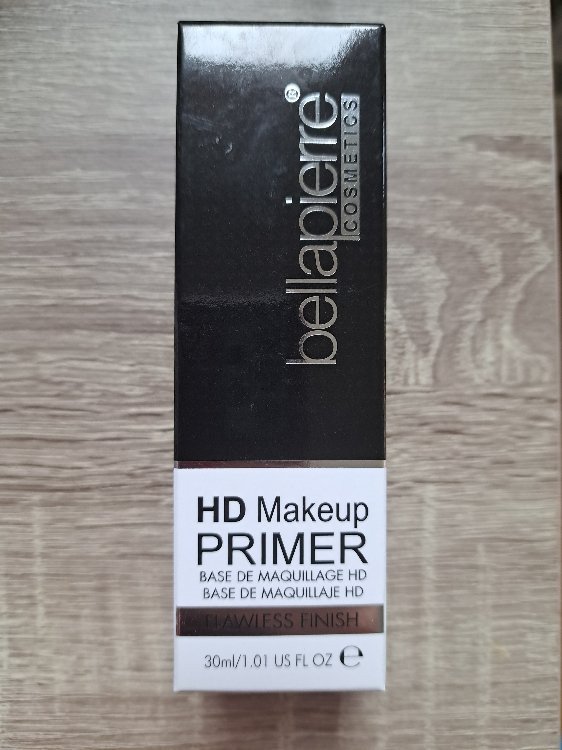 bellapierre®
COSMETICS
HD Makeup
PRIMER
BASE DE MAQUILLAGE HD
BASE DE MAQUILLAJE HD
FLAWLESS FINISH
30ml/1.01 US FL OZ ℮